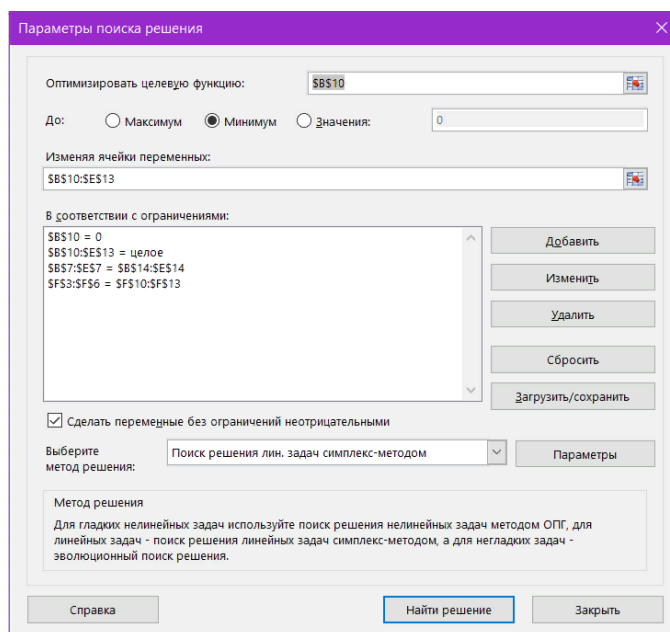 Параметры поиска решения
Оптимизировать целевую функцию:
$B$10
До:
Максимум
Минимум
Значения:
0
Изменяя ячейки переменных:
$B$10:$E$13
В соответствии с ограничениями:
$B$10 = 0
$B$10:$E$13 = целое
$B$7:$E$7 = $B$14:$E$14
$F$3:$F$6 = $F$10:$F$13
Добавить
Изменить
Удалить
Сбросить
Загрузить/сохранить
Сделать переменные без ограничений неотрицательными
Выберите
метод решения:
Поиск решения лин. задач симплекс-методом
Параметры
Метод решения
Для гладких нелинейных задач используйте поиск решения нелинейных задач методом ОПГ, для
линейных задач - поиск решения линейных задач симплекс-методом, а для негладких задач -
эволюционный поиск решения.
Справка
Найти решение
Закрыть